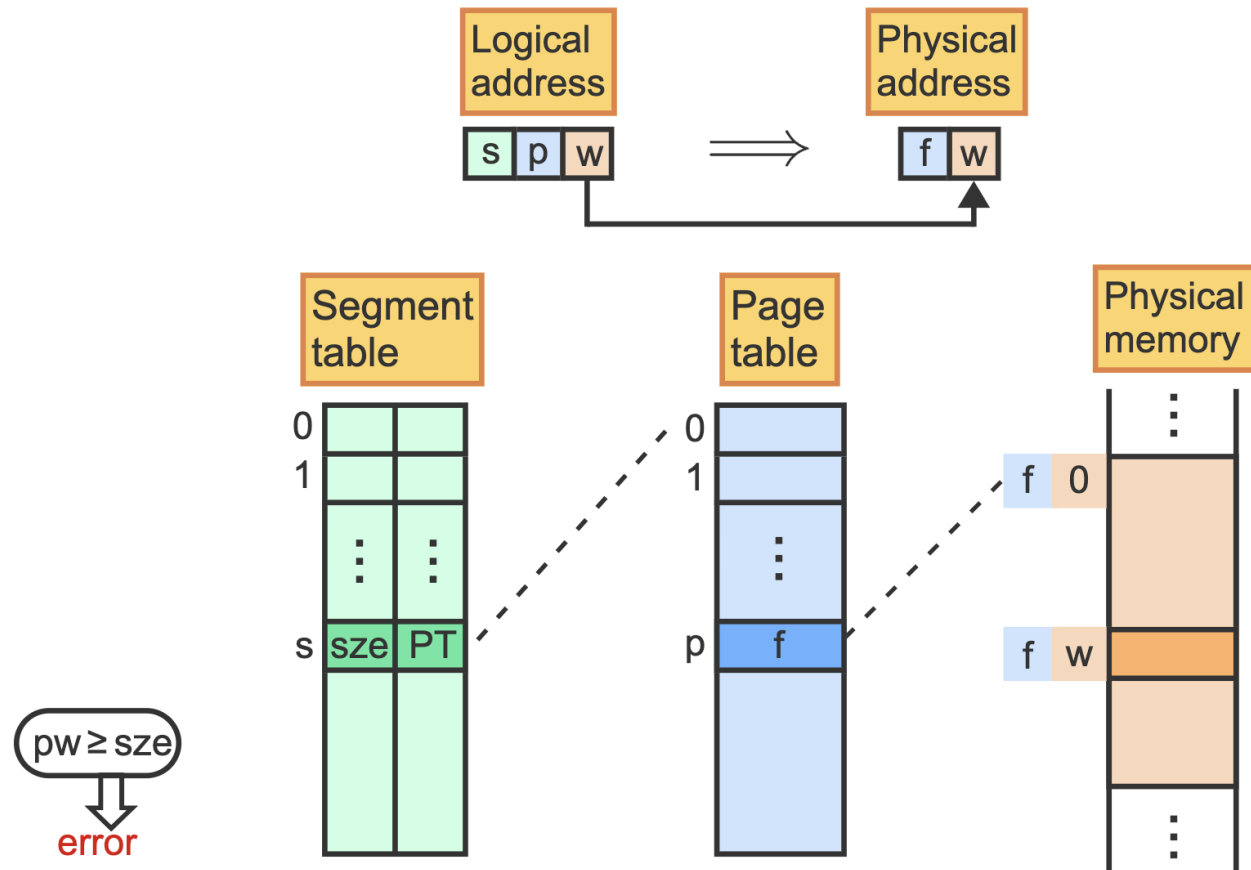 Logical
address
Physical
address
s p w
⟹
f w
Segment
table
Page
table
Physical
memory
0
1
⋮ ⋮
s sze PT
0
1
⋮
p f
⋮
f 0
f w
⋮
pw ≥ sze
error